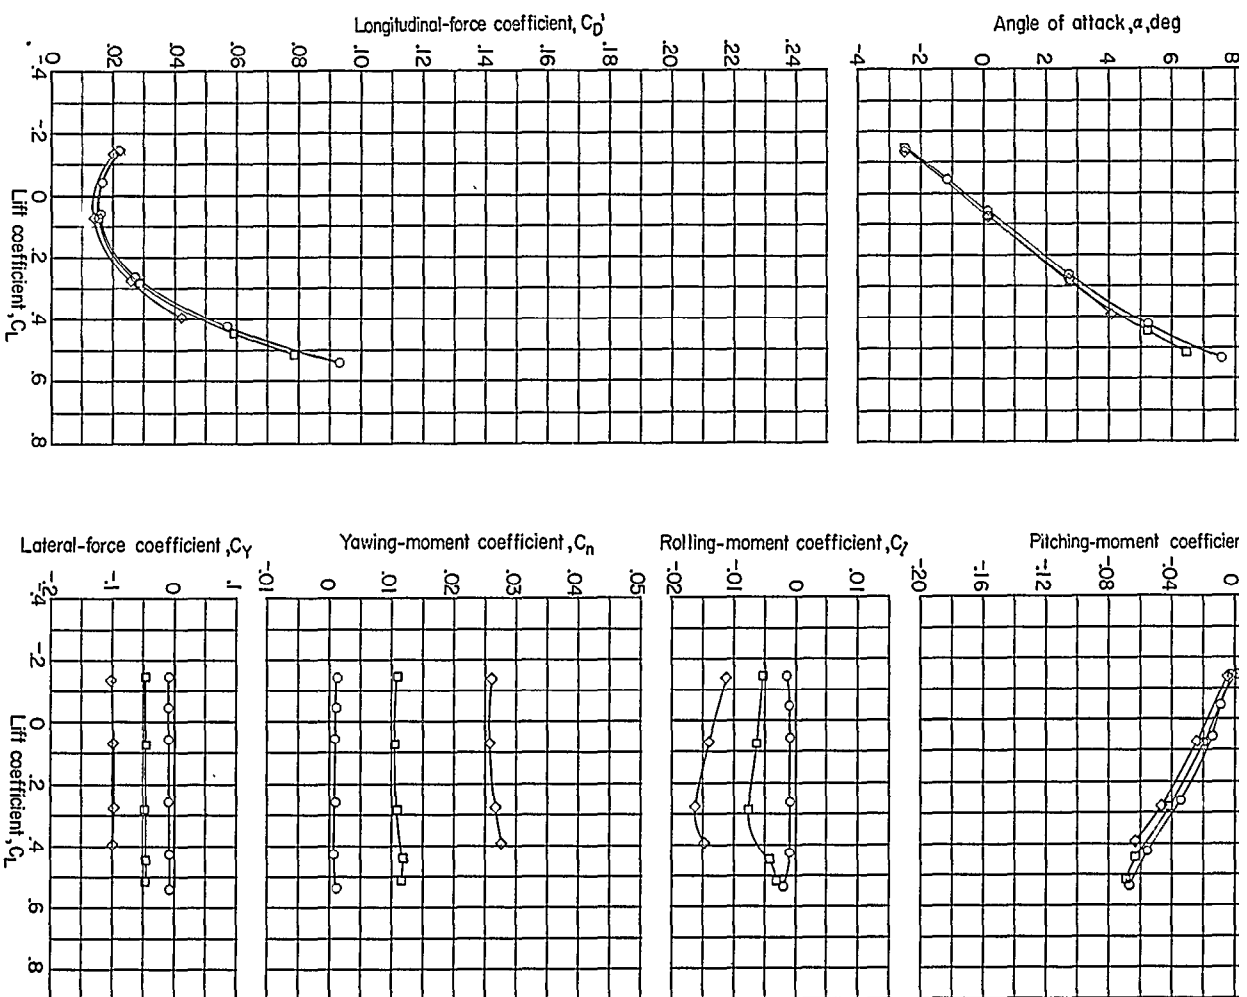 Longitudinal-force coefficient, C_D'
0 .02 .04 .06 .08 .10 .12 .14 .16 .18 .20 .22 .24
Angle of attack, α, deg
-4 -2 0 2 4 6 8
-.4 -.2 0 .2 .4 .6 .8
Lift coefficient, C_L
Lateral-force coefficient, C_Y
-.2 -.1 0 .1
Yawing-moment coefficient, C_n
-.01 0 .01 .02 .03 .04 .05
Rolling-moment coefficient, C_l
-.02 -.01 0 .01
Pitching-moment coefficien
-.20 -.16 -.12 -.08 -.04 0
-.4 -.2 0 .2 .4 .6 .8
Lift coefficient, C_L